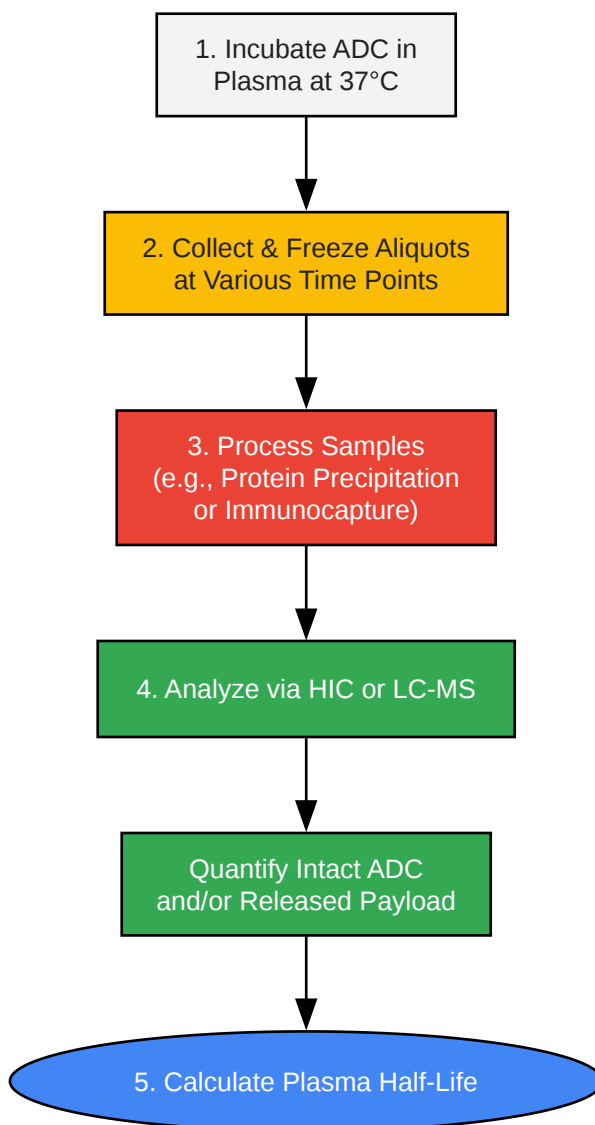 1. Incubate ADC in
Plasma at 37°C
2. Collect & Freeze Aliquots
at Various Time Points
3. Process Samples
(e.g., Protein Precipitation
or Immunocapture)
4. Analyze via HIC or LC-MS
Quantify Intact ADC
and/or Released Payload
5. Calculate Plasma Half-Life